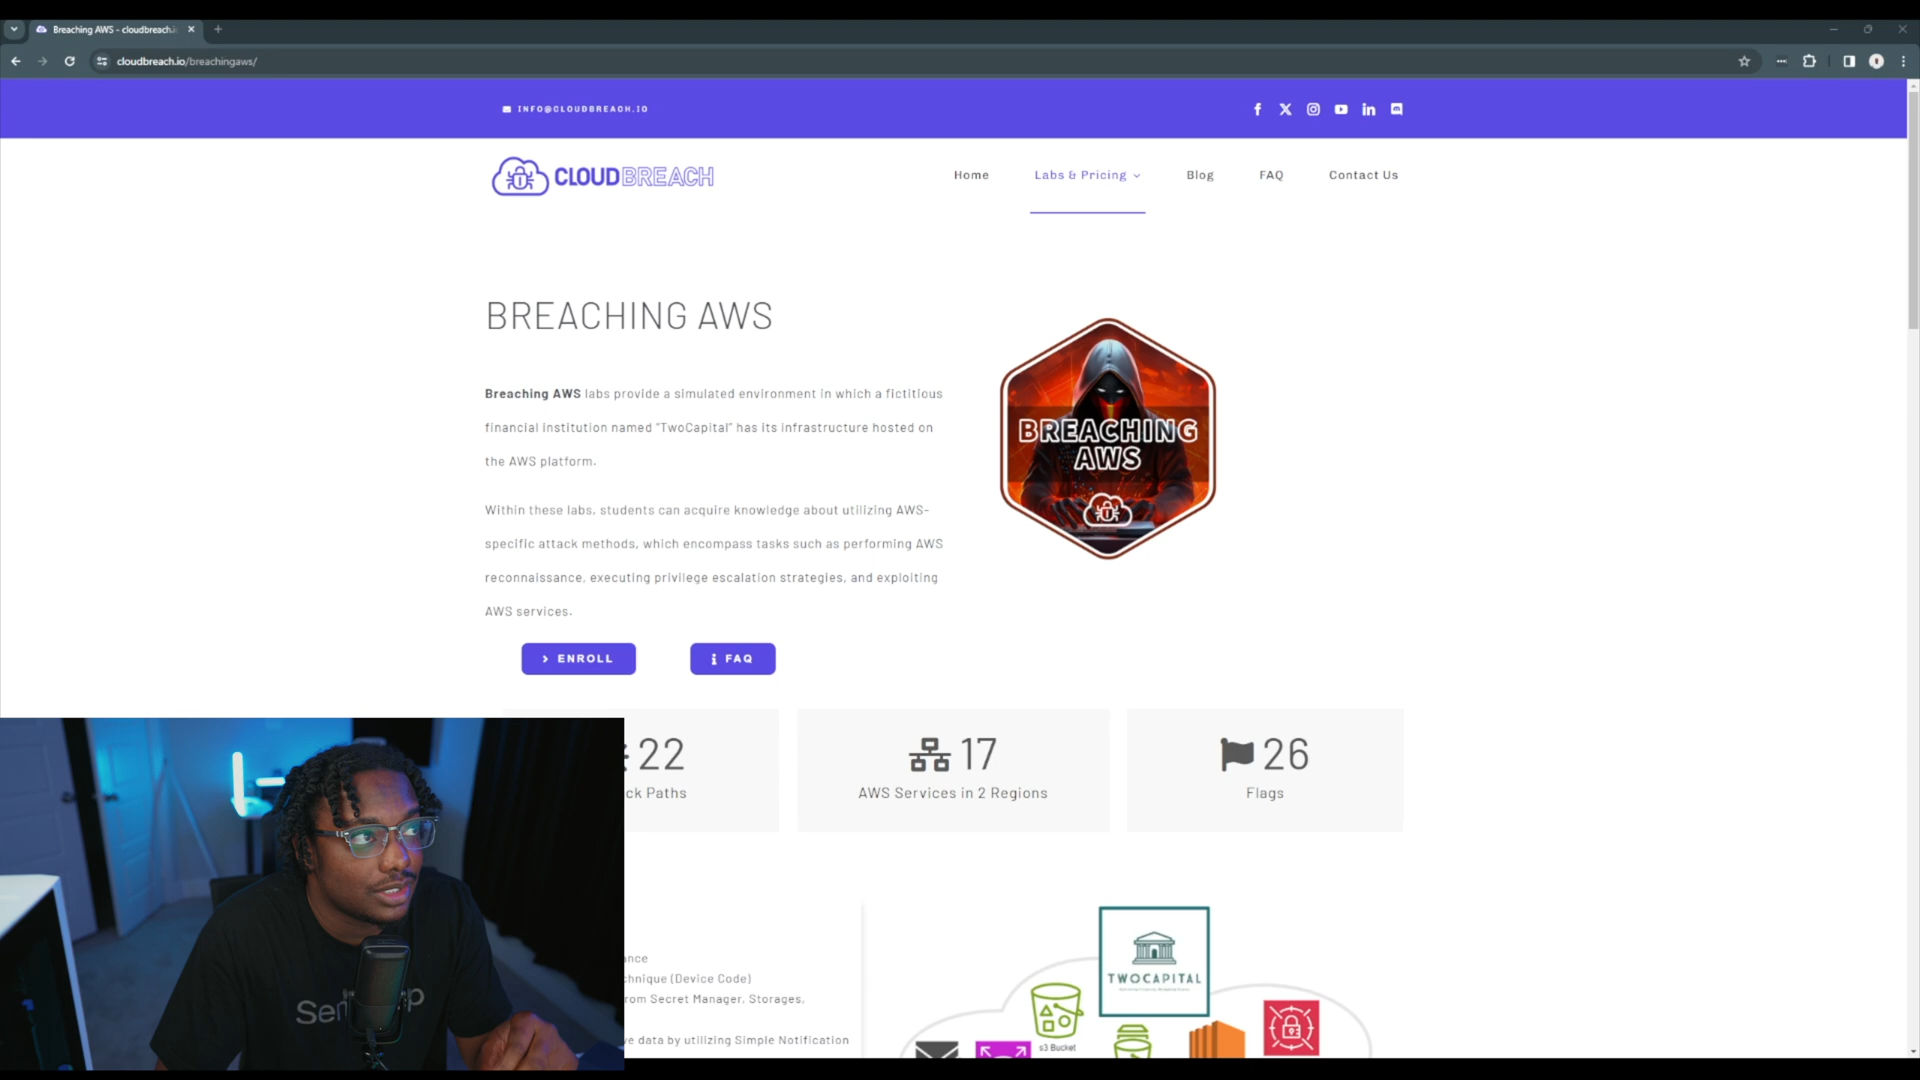 Breaching AWS - cloudbreach.i
cloudbreach.io/breachingaws/
INFO@CLOUDBREACH.IO
CLOUDBREACH
Home
Labs & Pricing
Blog
FAQ
Contact Us
BREACHING AWS
Breaching AWS labs provide a simulated environment in which a fictitious
financial institution named "TwoCapital" has its infrastructure hosted on
the AWS platform.
Within these labs, students can acquire knowledge about utilizing AWS-
specific attack methods, which encompass tasks such as performing AWS
reconnaissance, executing privilege escalation strategies, and exploiting
AWS services.
BREACHING
AWS
ENROLL
FAQ
22
ck Paths
17
AWS Services in 2 Regions
26
Flags
ance
chnique (Device Code)
rom Secret Manager, Storages,
ve data by utilizing Simple Notification
TWOCAPITAL
s3 Bucket